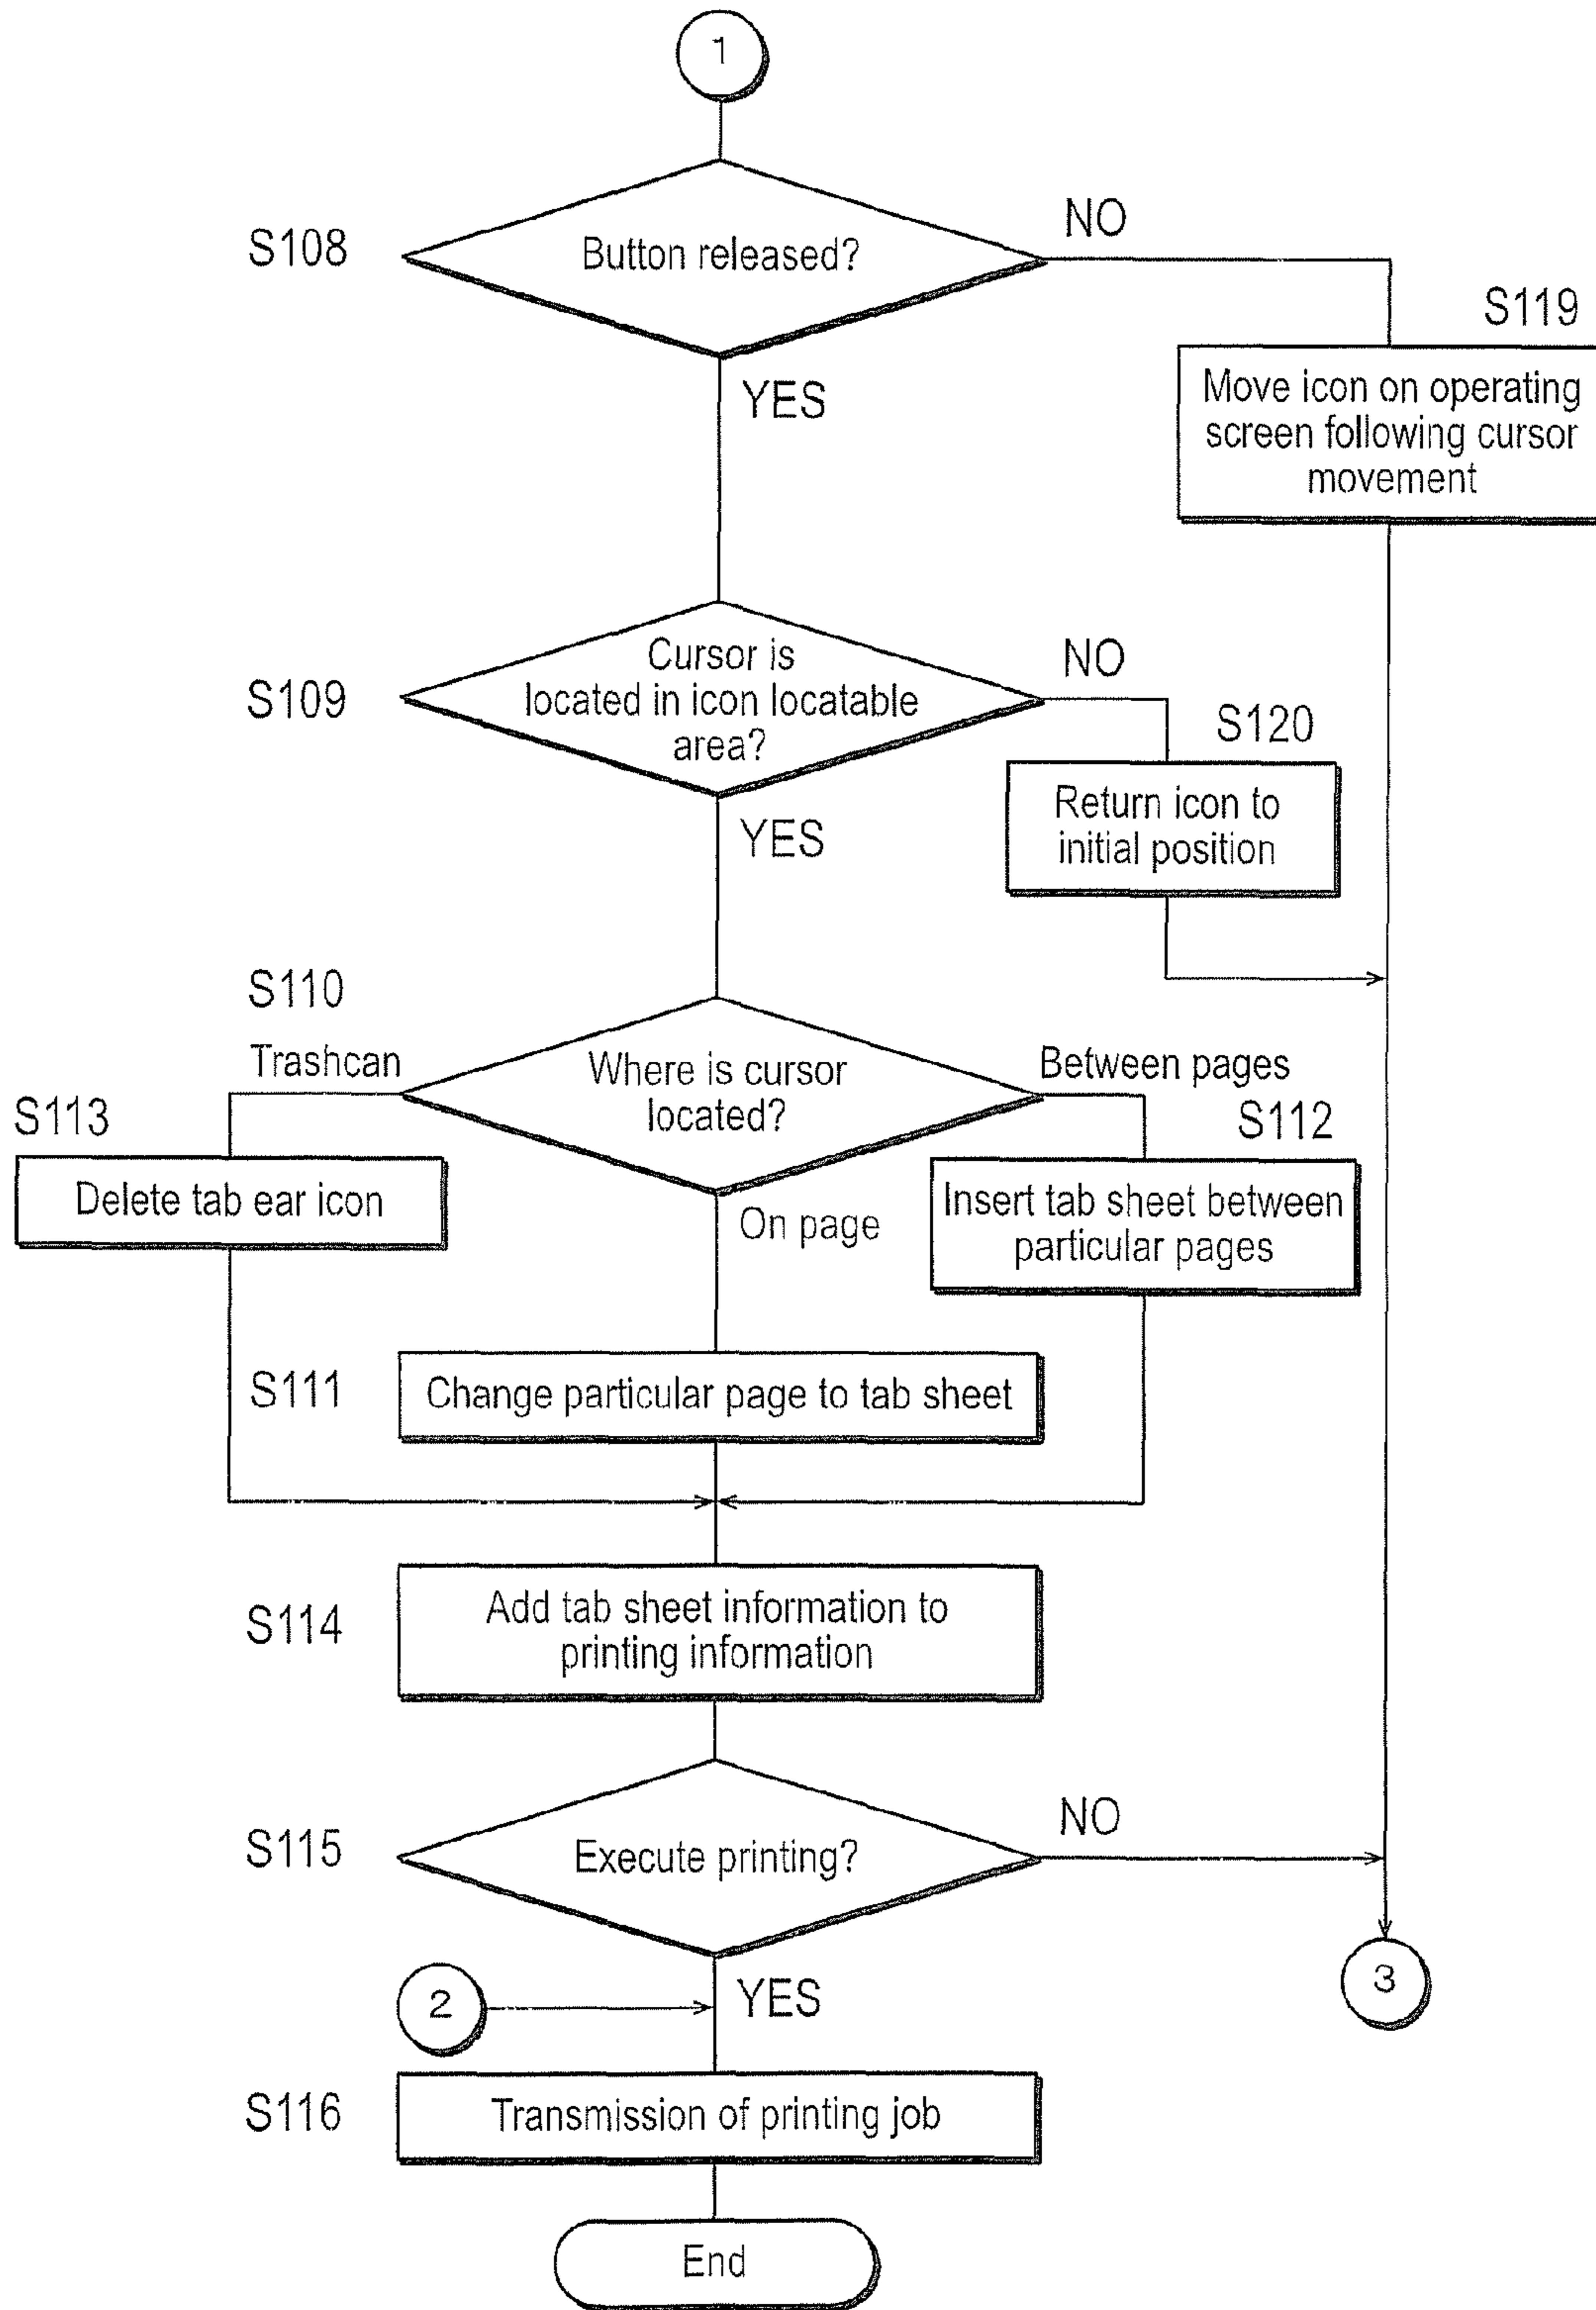 1
S108
Button released?
NO
YES
S119
Move icon on operating
screen following cursor
movement
S109
Cursor is
located in icon locatable
area?
NO
YES
S120
Return icon to
initial position
S110
Trashcan
Where is cursor
located?
Between pages
On page
S113
Delete tab ear icon
S112
Insert tab sheet between
particular pages
S111
Change particular page to tab sheet
S114
Add tab sheet information to
printing information
S115
Execute printing?
NO
YES
2
3
S116
Transmission of printing job
End